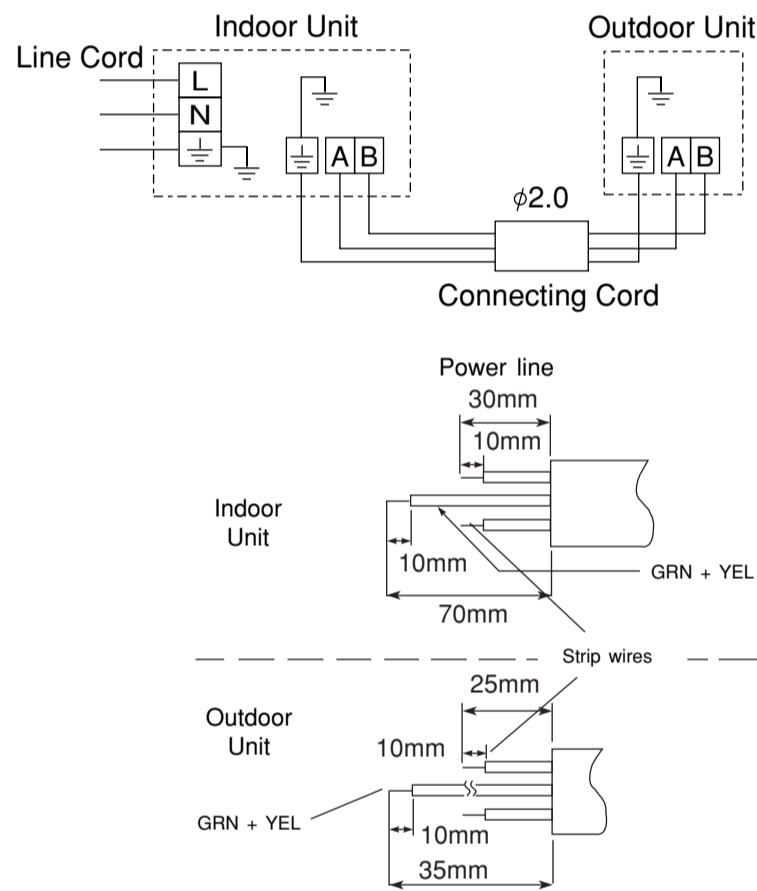 Indoor Unit
Outdoor Unit
Line Cord
L
N
A B
A B
ϕ2.0
Connecting Cord
Power line
30mm
10mm
Indoor
Unit
10mm
GRN + YEL
70mm
Strip wires
25mm
Outdoor
Unit
10mm
GRN + YEL
10mm
35mm